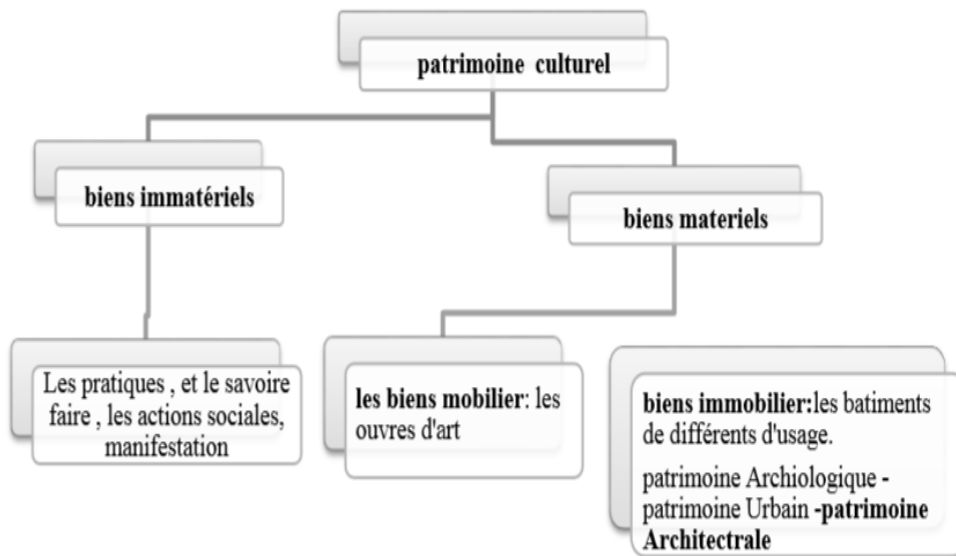 patrimoine culturel
biens immatériels
biens materiels
Les pratiques , et le savoire
faire , les actions sociales,
manifestation
les biens mobilier: les
ouvres d'art
biens immobilier:les batiments
de différents d'usage.
patrimoine Archiologique -
patrimoine Urbain -patrimoine
Architectrale